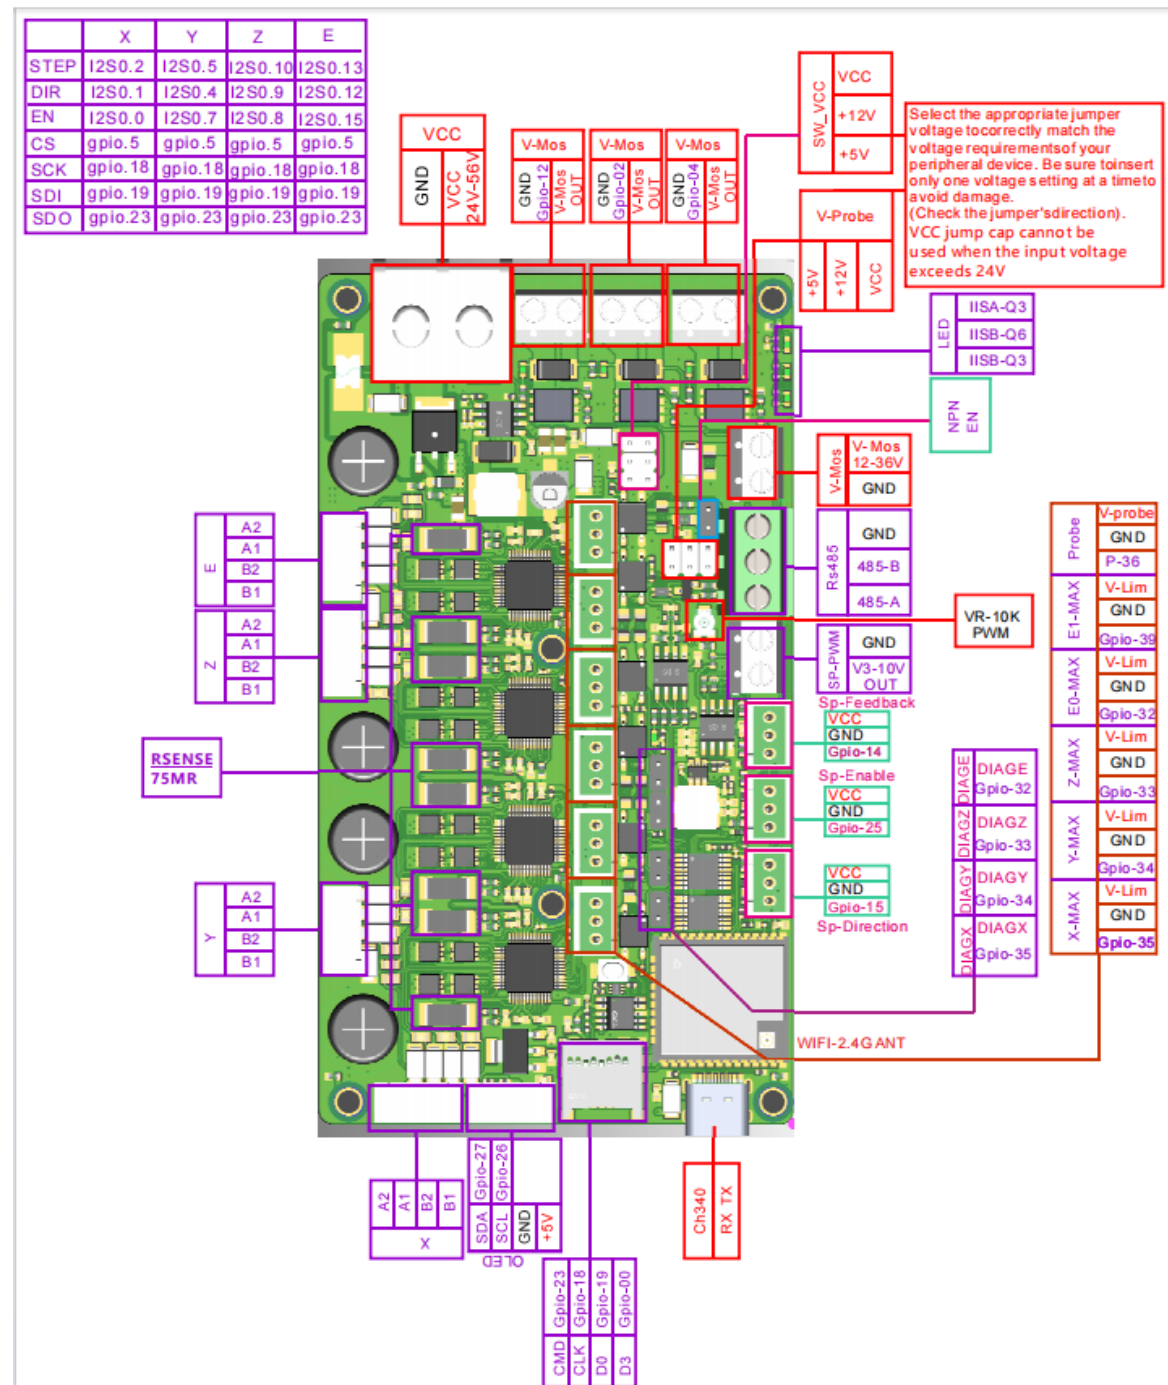 X Y Z E
STEP I2S0.2 I2S0.5 I2S0.10 I2S0.13
DIR I2S0.1 I2S0.4 I2S0.9 I2S0.12
EN I2S0.0 I2S0.7 I2S0.8 I2S0.15
CS gpio.5 gpio.5 gpio.5 gpio.5
SCK gpio.18 gpio.18 gpio.18 gpio.18
SDI gpio.19 gpio.19 gpio.19 gpio.19
SDO gpio.23 gpio.23 gpio.23 gpio.23
VCC
GND
VCC
24V-56V
V-Mos
GND
Gpio-12
V-Mos
OUT
V-Mos
GND
Gpio-02
V-Mos
OUT
V-Mos
GND
Gpio-04
V-Mos
OUT
SW_VCC
VCC
+12V
+5V
Select the appropriate jumper
voltage tocorrectly match the
voltage requirementsof your
peripheral device. Be sure toinsert
only one voltage setting at a timeto
avoid damage.
(Check the jumper'sdirection).
VCC jump cap cannot be
used when the input voltage
exceeds 24V
V-Probe
+5V
+12V
VCC
LED
IISA-Q3
IISB-Q6
IISB-Q3
NPN
EN
V-Mos
V-Mos
12-36V
GND
Rs485
GND
485-B
485-A
VR-10K
PWM
SP-PWM
GND
V3-10V
OUT
Sp-Feedback
VCC
GND
Gpio-14
Sp-Enable
VCC
GND
Gpio-25
VCC
GND
Gpio-15
Sp-Direction
Probe
V-probe
GND
P-36
E1-MAX
V-Lim
GND
Gpio-39
E0-MAX
V-Lim
GND
Gpio-32
Z-MAX
V-Lim
GND
Gpio-33
Y-MAX
V-Lim
GND
Gpio-34
X-MAX
V-Lim
GND
Gpio-35
DIAGE
DIAGE
Gpio-32
DIAGZ
DIAGZ
Gpio-33
DIAGY
DIAGY
Gpio-34
DIAGX
DIAGX
Gpio-35
WIFI-2.4G ANT
E
A2
A1
B2
B1
Z
A2
A1
B2
B1
RSENSE
75MR
Y
A2
A1
B2
B1
A2
A1
B2
B1
X
SDA Gpio-27
SCL Gpio-26
GND
+5V
OLED
CMD Gpio-23
CLK Gpio-18
D0 Gpio-19
D3 Gpio-00
Ch340
RX TX